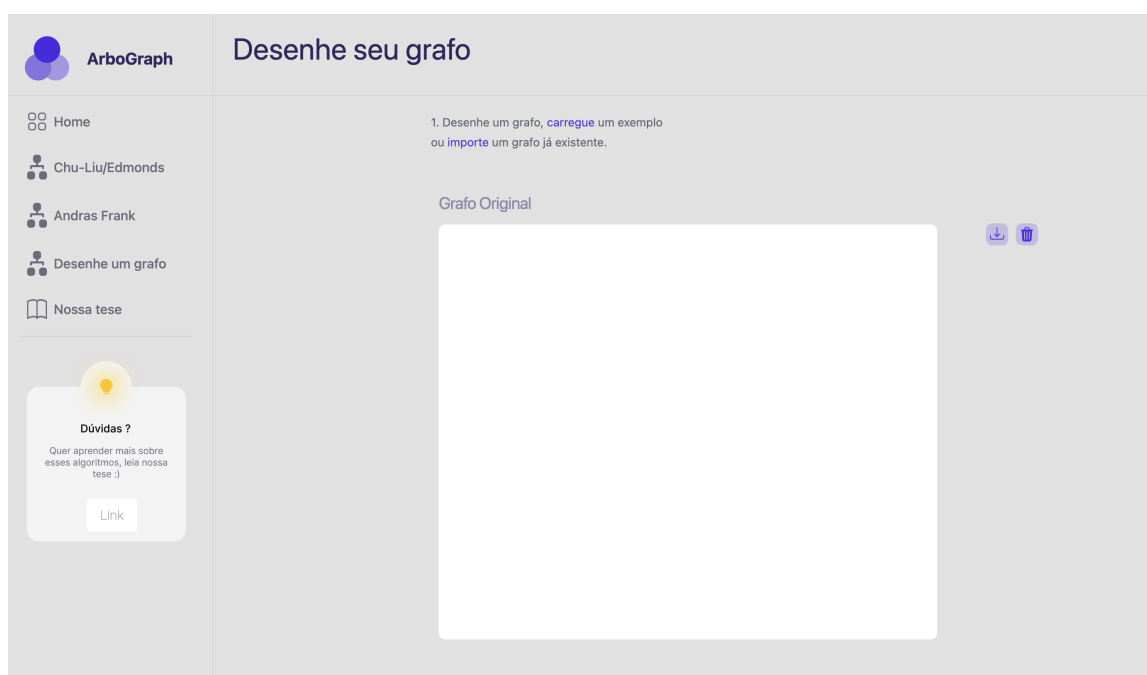 ArboGraph
Desenhe seu grafo
Home
Chu-Liu/Edmonds
Andras Frank
Desenhe um grafo
Nossa tese
Dúvidas ?
Quer aprender mais sobre
esses algoritmos, leia nossa
tese :)
Link
1. Desenhe um grafo, carregue um exemplo
ou importe um grafo já existente.
Grafo Original